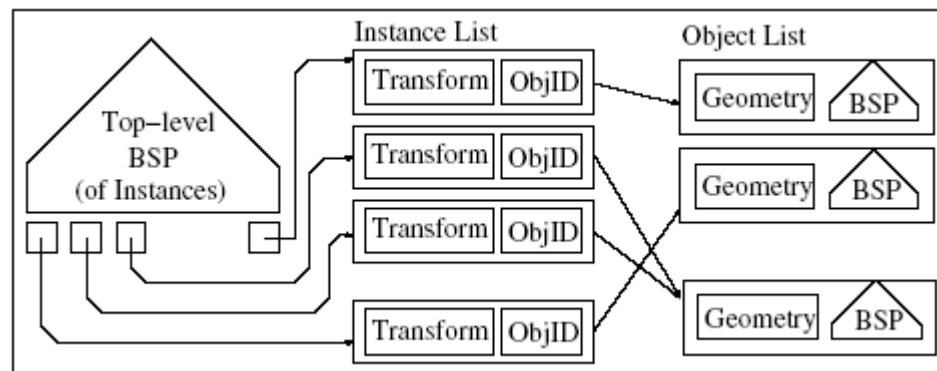 Instance List
Object List
Top-level
BSP
(of Instances)
Transform ObjID
Transform ObjID
Transform ObjID
Transform ObjID
Geometry BSP
Geometry BSP
Geometry BSP